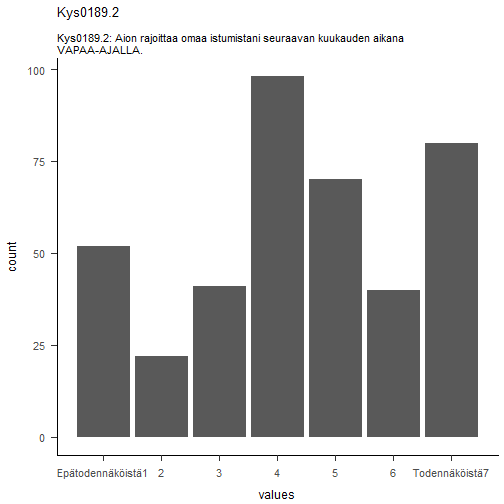 Kys0189.2
Kys0189.2: Aion rajoittaa omaa istumistani seuraavan kuukauden aikana
VAPAA-AJALLA.
100
75
50
25
0
count
Epätodennäköistä1 2 3 4 5 6 Todennäköistä7
values